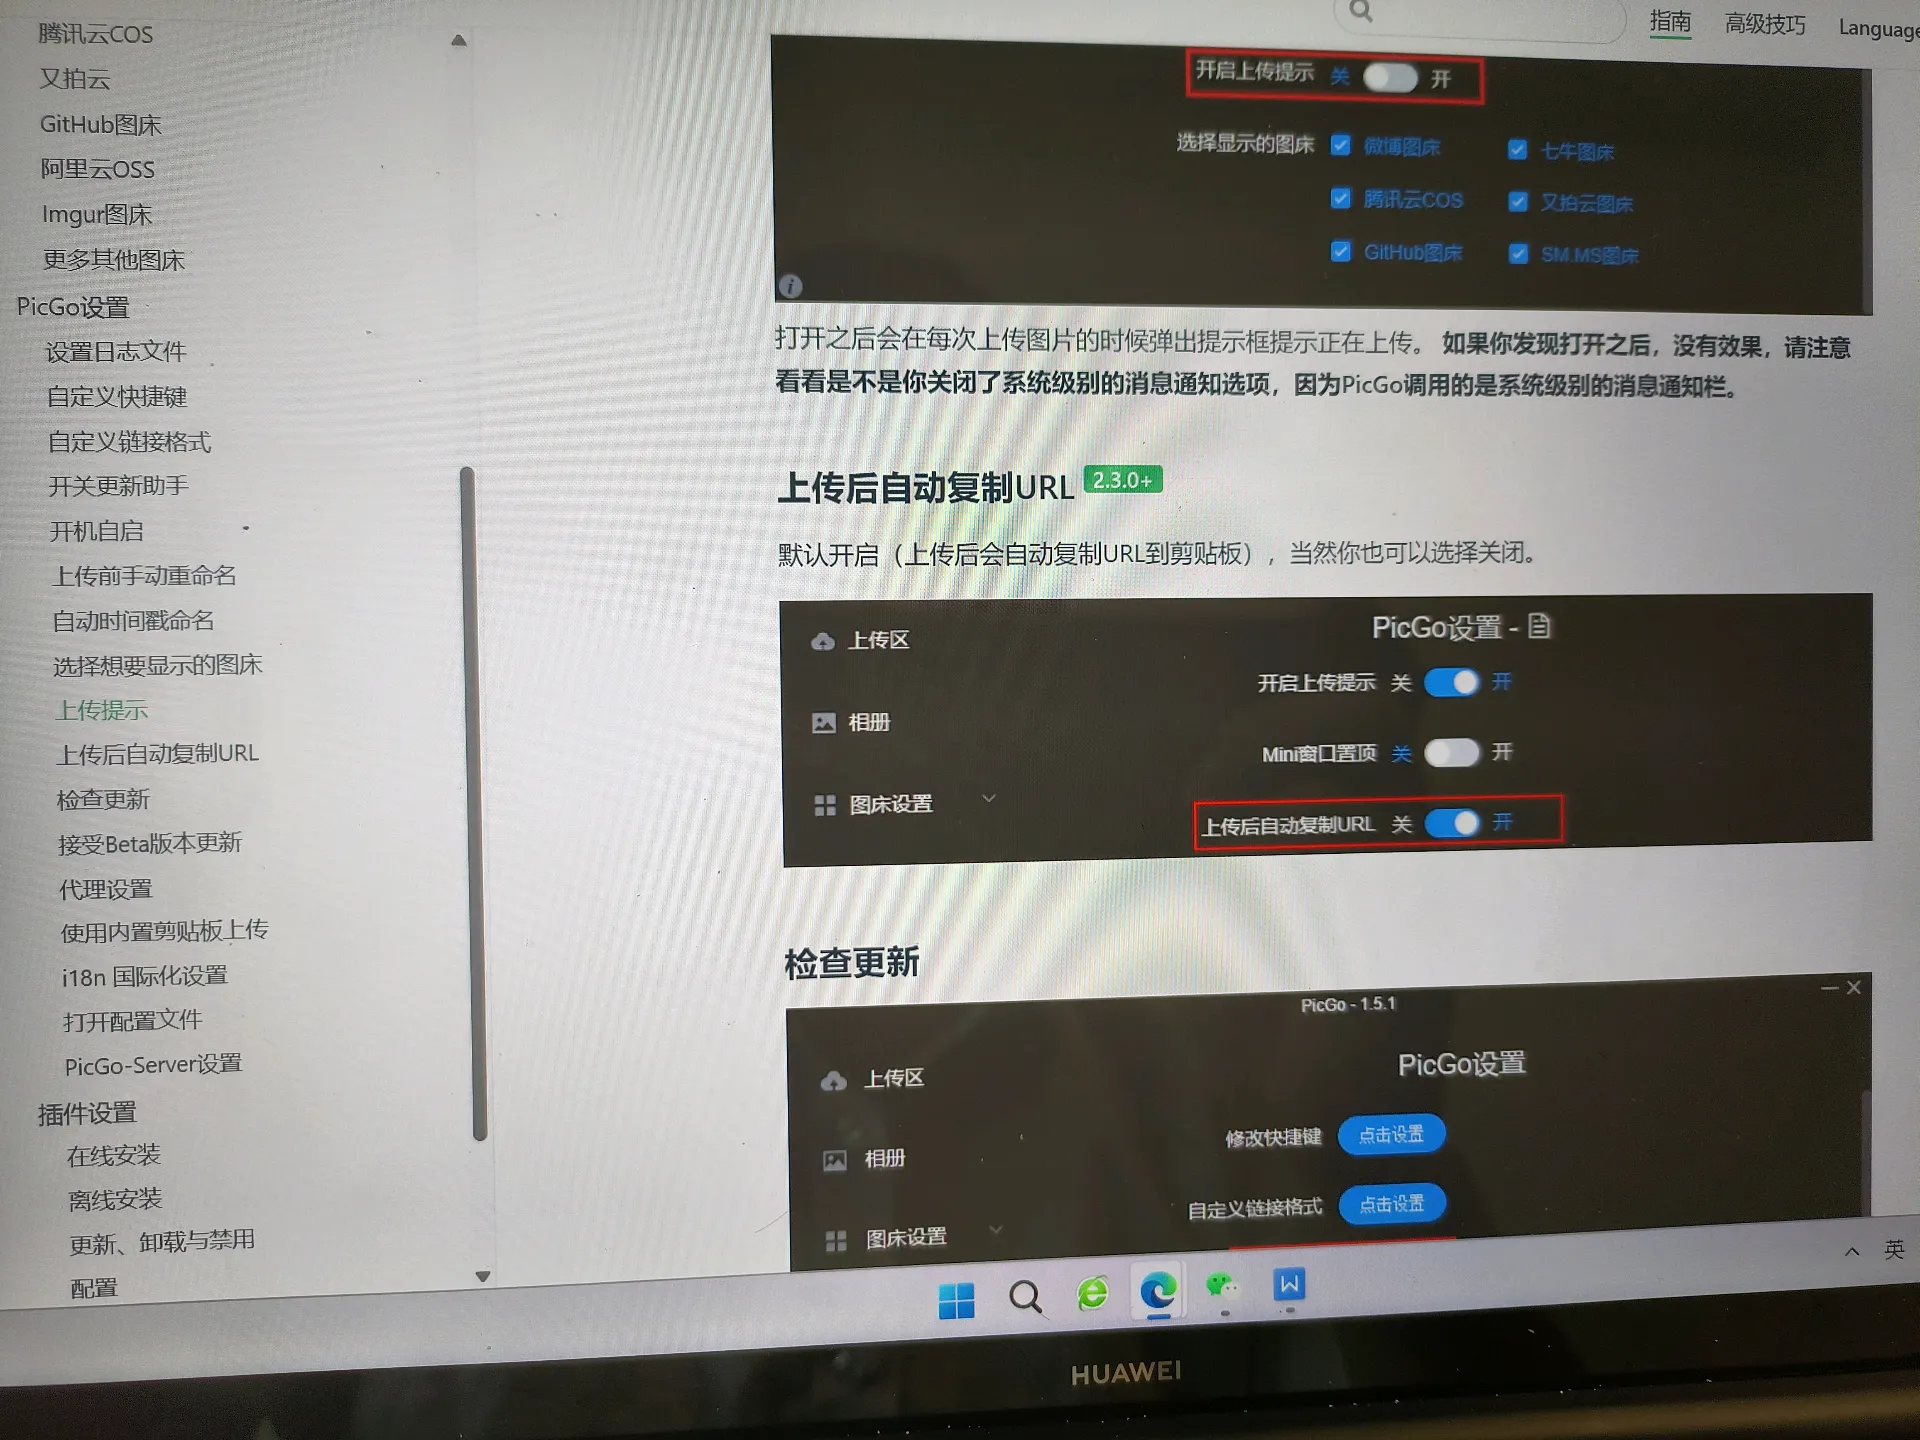 腾讯云COS
又拍云
GitHub图床
阿里云OSS
Imgur图床
更多其他图床
PicGo设置
设置日志文件
自定义快捷键
自定义链接格式
开关更新助手
开机自启
上传前手动重命名
自动时间戳命名
选择想要显示的图床
上传提示
上传后自动复制URL
检查更新
接受Beta版本更新
代理设置
使用内置剪贴板上传
i18n 国际化设置
打开配置文件
PicGo-Server设置
插件设置
在线安装
离线安装
更新、卸载与禁用
配置
指南 高级技巧 Language
开启上传提示 关 开
选择显示的图床 微博图床 七牛图床
腾讯云COS 又拍云图床
GitHub图床 SM.MS图床
打开之后会在每次上传图片的时候弹出提示框提示正在上传。 如果你发现打开之后，没有效果，请注意
看看是不是你关闭了系统级别的消息通知选项，因为PicGo调用的是系统级别的消息通知栏。
上传后自动复制URL 2.3.0+
默认开启（上传后会自动复制URL到剪贴板），当然你也可以选择关闭。
PicGo设置 -
上传区
开启上传提示 关 开
相册
Mini窗口置顶 关 开
图床设置
上传后自动复制URL 关 开
检查更新
PicGo - 1.5.1
PicGo设置
上传区
修改快捷键 点击设置
相册
自定义链接格式 点击设置
图床设置
英
HUAWEI